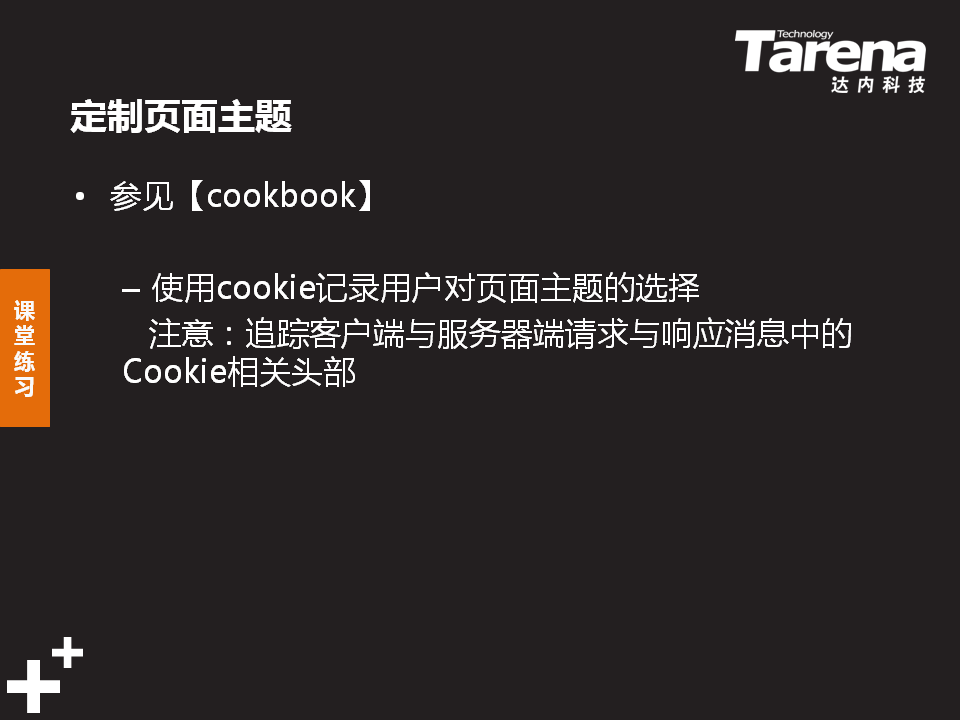 Technology
Tarena
达内科技
定制页面主题
• 参见【cookbook】
– 使用cookie记录用户对页面主题的选择
注意：追踪客户端与服务器端请求与响应消息中的
Cookie相关头部
课
堂
练
习